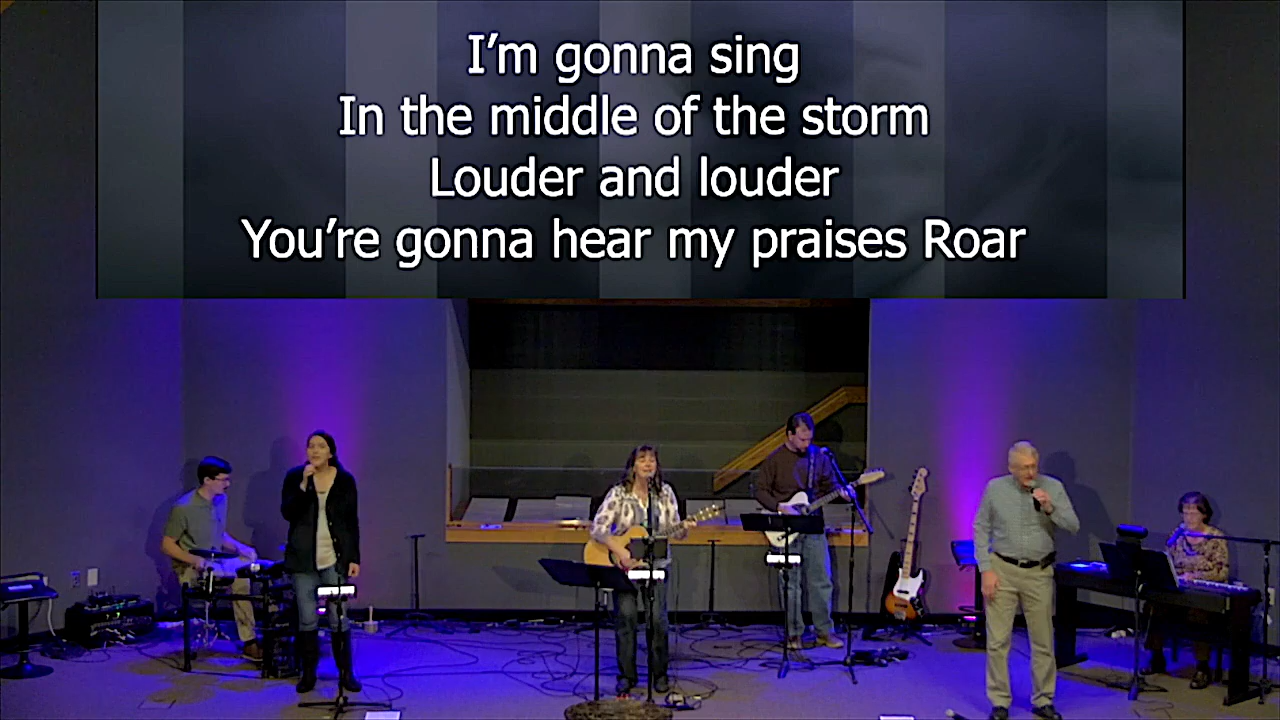 I’m gonna sing
In the middle of the storm
Louder and louder
You’re gonna hear my praises Roar